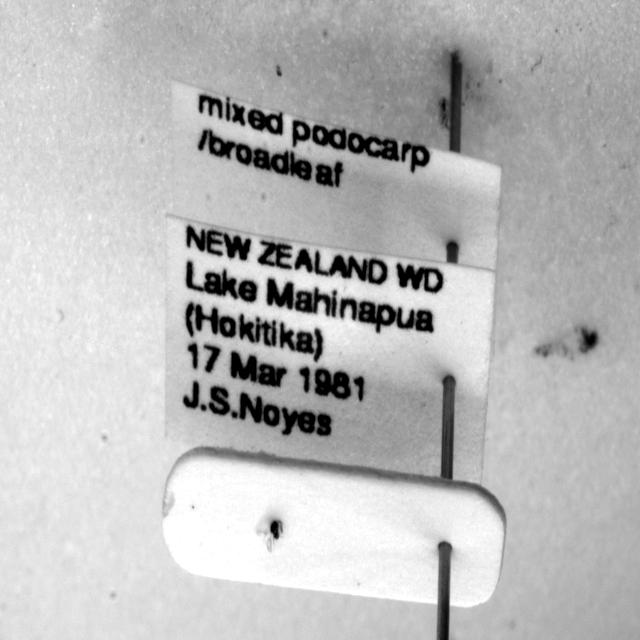 mixed podocarp
/broadleaf
NEW ZEALAND WD
Lake Mahinapua
(Hokitika)
17 Mar 1981
J.S.Noyes